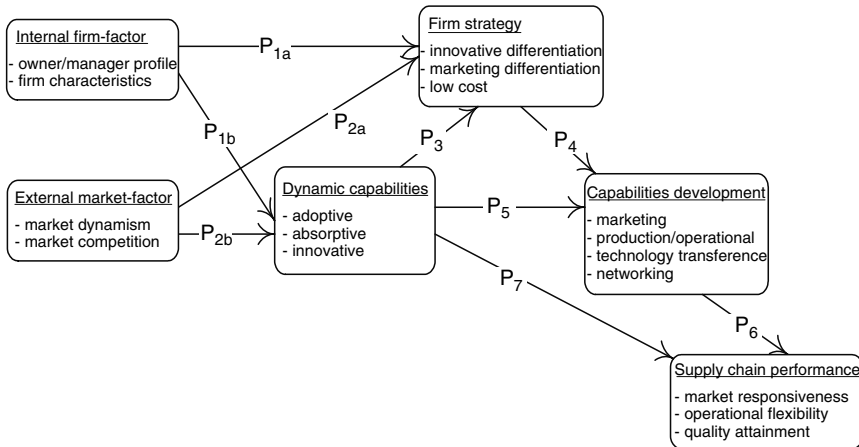 Firm strategy
- innovative differentiation
- marketing differentiation
- low cost
Internal firm-factor
- owner/manager profile
- firm characteristics
P1a
P1b
P2a
P3
P4
External market-factor
- market dynamism
- market competition
P2b
Dynamic capabilities
- adoptive
- absorptive
- innovative
P5
Capabilities development
- marketing
- production/operational
- technology transference
- networking
P7
P6
Supply chain performance
- market responsiveness
- operational flexibility
- quality attainment